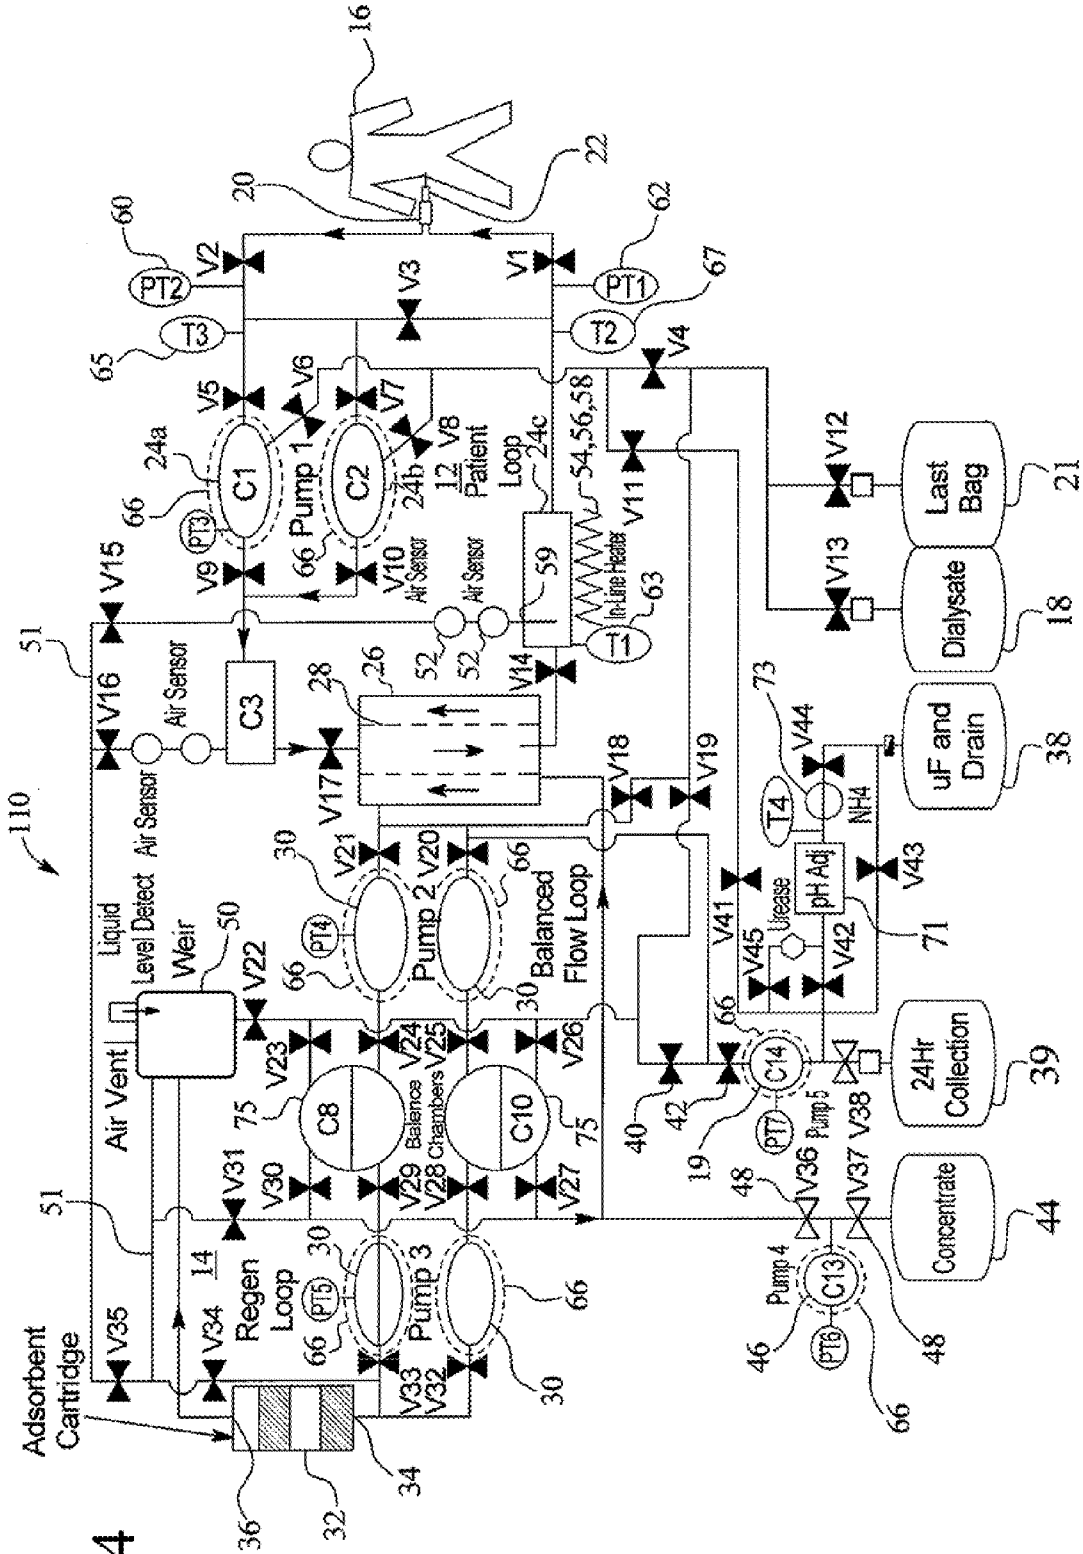 4
110
Adsorbent
Cartridge
V35
51
Air Vent
Liquid
Level Detect
Air Sensor
Weir
50
V16
Air Sensor
51
V15
36
32
34
V34
14
Regen
Loop
V31
V22
V23
V30
75
C8
V24
V29
Balance
Chambers
V25
V28
C10
75
V26
V27
V33
V32
66
PT5
30
Pump 3
30
66
66
PT4
30
Pump 2
30
66
V21
V20
Balanced
Flow Loop
V17
28
26
C3
V9
PT3
66
24a
C1
Pump 1
66
C2
24b
V10
V5
V6
V7
V8
12
Patient
Loop
24c
Air Sensor
Air Sensor
52
52
59
V14
In-Line Heater
54,56,58
T1
63
65
T3
60
PT2
V2
V3
V1
20
22
16
PT1
62
T2
67
V4
V11
V18
V19
V41
V12
V13
Last
Bag
21
Dialysate
18
uF and
Drain
38
73
T4
V44
NH4
pH Adj
71
V43
Urease
V45
V42
40
42
66
C14
19
PT7
Pump 5
V38
24Hr
Collection
39
48
V36
V37
Pump 4
C13
46
PT6
66
48
Concentrate
44